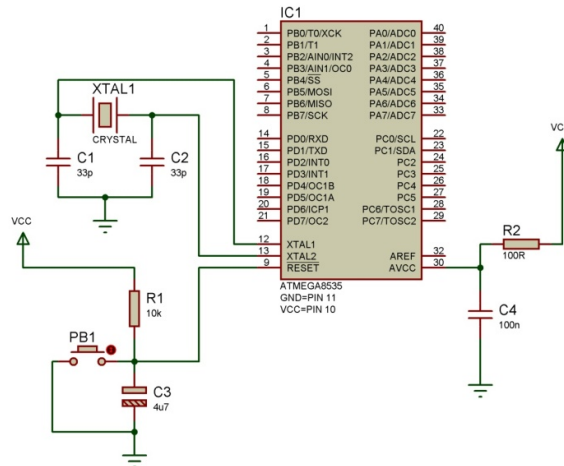 IC1
1 PB0/T0/XCK PA0/ADC0 40
2 PB1/T1 PA1/ADC1 39
3 PB2/AIN0/INT2 PA2/ADC2 38
4 PB3/AIN1/OC0 PA3/ADC3 37
5 PB4/SS PA4/ADC4 36
6 PB5/MOSI PA5/ADC5 35
7 PB6/MISO PA6/ADC6 34
8 PB7/SCK PA7/ADC7 33
14 PD0/RXD PC0/SCL 22
15 PD1/TXD PC1/SDA 23
16 PD2/INT0 PC2 24
17 PD3/INT1 PC3 25
18 PD4/OC1B PC4 26
19 PD5/OC1A PC5 27
20 PD6/ICP1 PC6/TOSC1 28
21 PD7/OC2 PC7/TOSC2 29
12 XTAL1
13 XTAL2 AREF 32
9 RESET AVCC 30
ATMEGA8535
GND=PIN 11
VCC=PIN 10
XTAL1
CRYSTAL
C1
33p
C2
33p
VCC
R1
10k
PB1
C3
4u7
VC
R2
100R
C4
100n